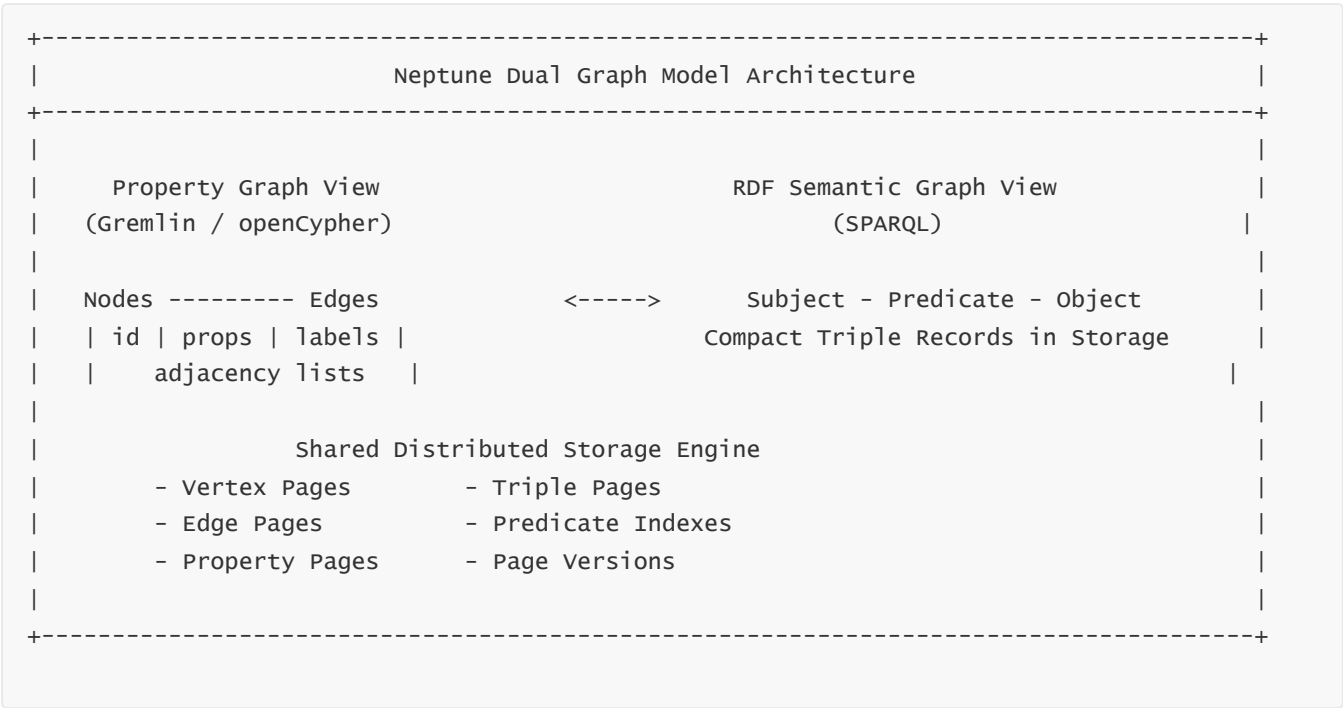 +--------------------------------------------------------------------------------------+
|                         Neptune Dual Graph Model Architecture                        |
+--------------------------------------------------------------------------------------+
|                                                                                      |
|     Property Graph View                         RDF Semantic Graph View              |
|   (Gremlin / openCypher)                               (SPARQL)                     |
|                                                                                      |
|   Nodes --------- Edges             <----->      Subject - Predicate - Object        |
|   | id | props | labels |                     Compact Triple Records in Storage      |
|   |    adjacency lists   |                                                         |
|                                                                                      |
|                  Shared Distributed Storage Engine                                   |
|        - Vertex Pages        - Triple Pages                                          |
|        - Edge Pages          - Predicate Indexes                                     |
|        - Property Pages      - Page Versions                                         |
|                                                                                      |
+--------------------------------------------------------------------------------------+